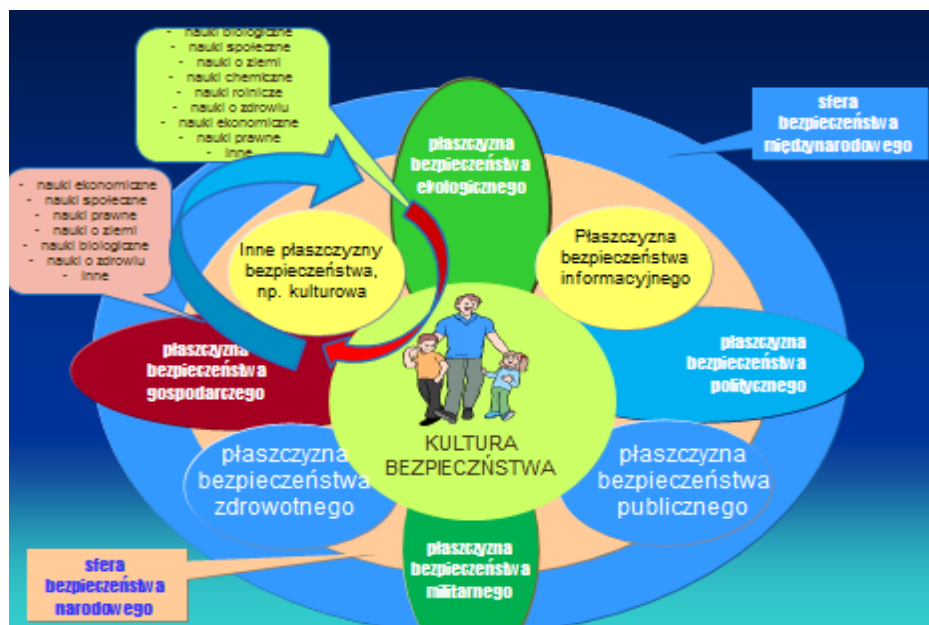 - nauki biologiczne
- nauki społeczne
- nauki o ziemi
- nauki chemiczne
- nauki rolnicze
- nauki o zdrowiu
- nauki ekonomiczne
- nauki prawne
- inne
- nauki ekonomiczne
- nauki społeczne
- nauki prawne
- nauki o ziemi
- nauki biologiczne
- nauki o zdrowiu
- inne
płaszczyzna
bezpieczeństwa
ekologicznego
sfera
bezpieczeństwa
międzynarodowego
Inne płaszczyzny
bezpieczeństwa,
np. kulturowa
Płaszczyzna
bezpieczeństwa
informacyjnego
płaszczyzna
bezpieczeństwa
gospodarczego
płaszczyzna
bezpieczeństwa
politycznego
KULTURA
BEZPIECZŃSTWA
płaszczyzna
bezpieczeństwa
zdrowotnego
płaszczyzna
bezpieczeństwa
publicznego
płaszczyzna
bezpieczeństwa
militarnego
sfera
bezpieczeństwa
narodowego